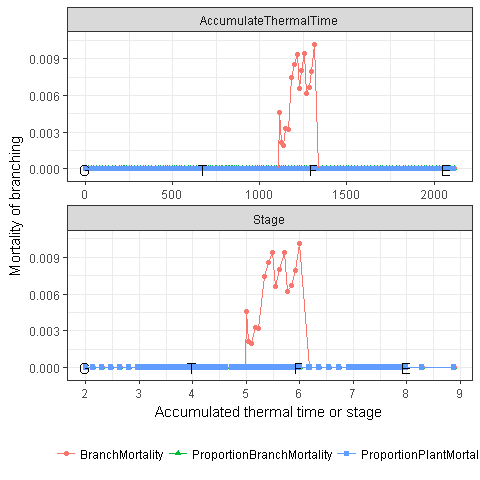 AccumulateThermalTime
0.009
0.006
0.003
0.000
G T F E
0 500 1000 1500 2000
Mortality of branching
Stage
0.009
0.006
0.003
0.000
G T F E
2 3 4 5 6 7 8 9
Accumulated thermal time or stage
BranchMortality ProportionBranchMortality ProportionPlantMortal